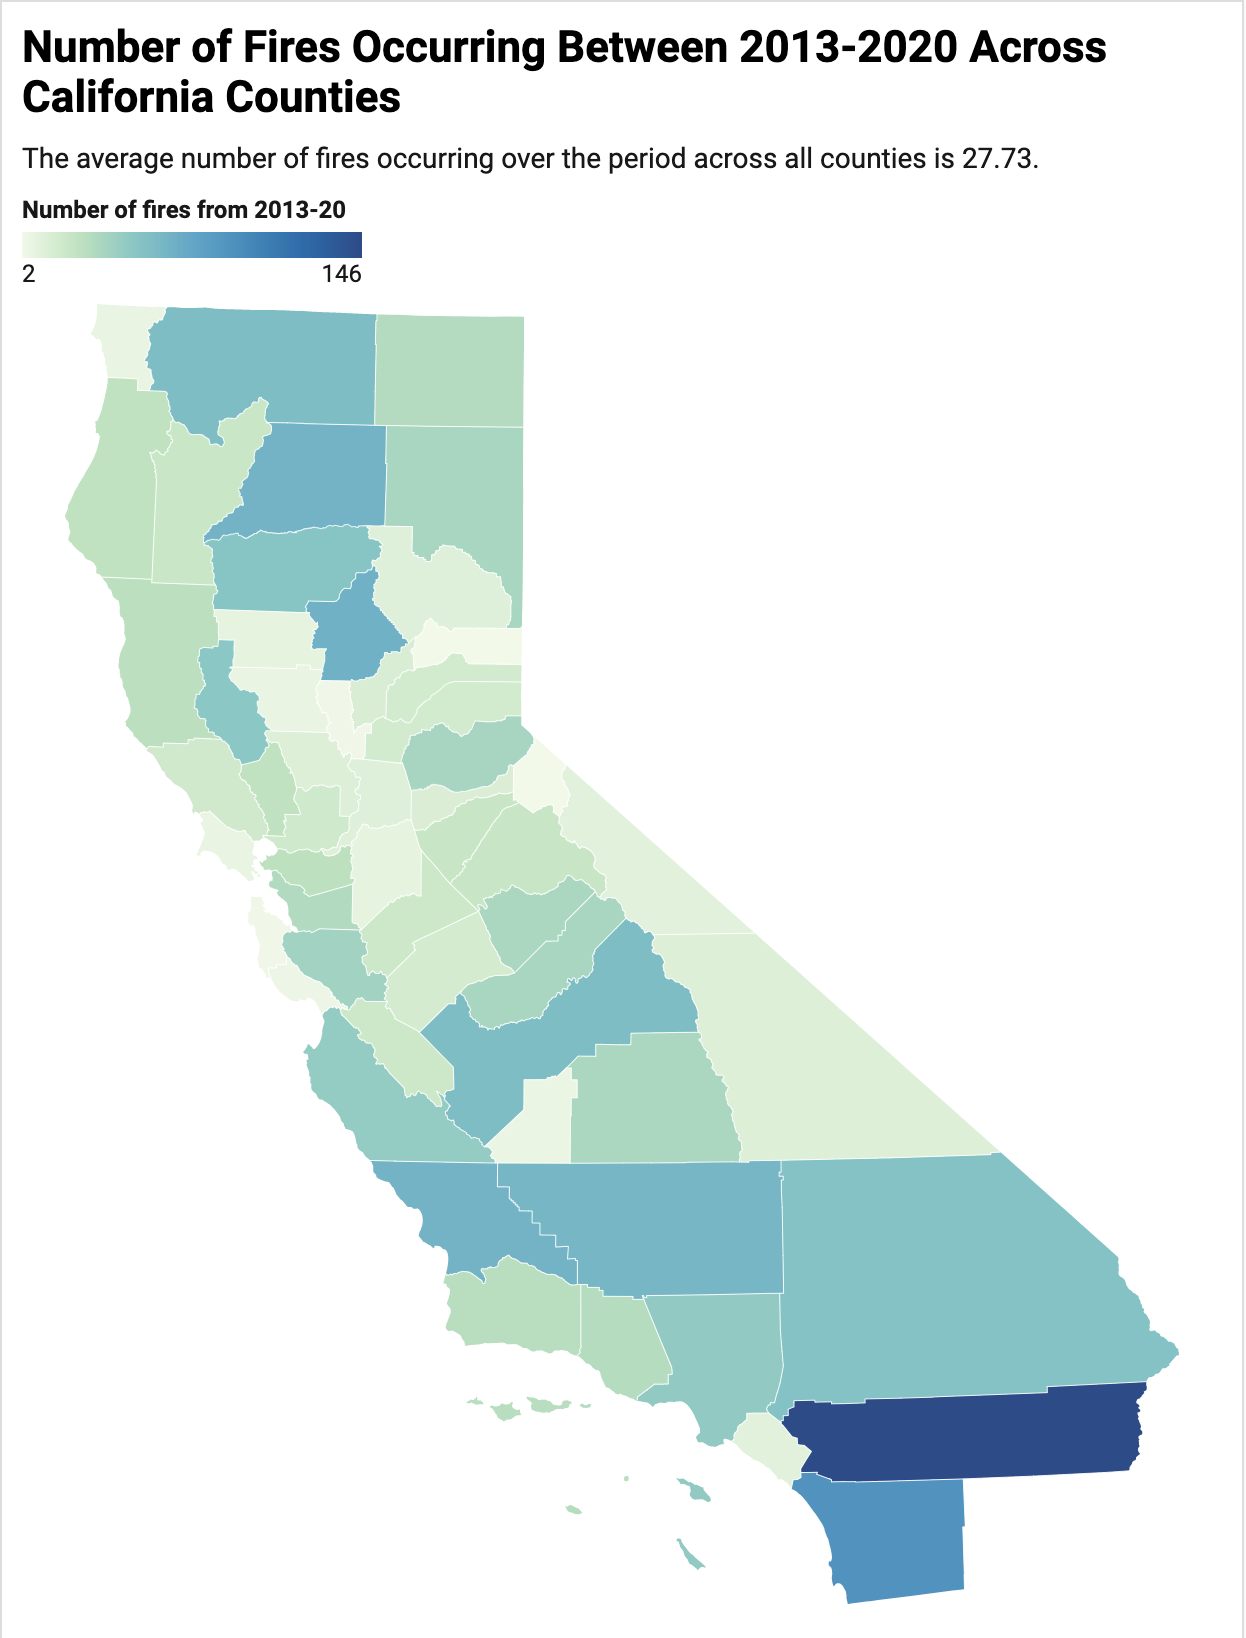 Number of Fires Occurring Between 2013-2020 Across
California Counties
The average number of fires occurring over the period across all counties is 27.73.
Number of fires from 2013-20
2 146